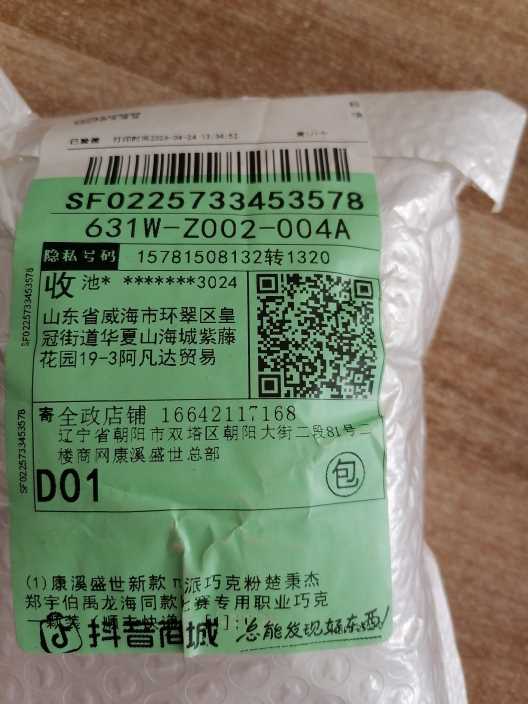 已验视 打印时间
SF0225733453578
631W-Z002-004A
隐私号码 15781508132转1320
收 池* *******3024
山东省威海市环翠区皇
冠街道华夏山海城紫藤
花园19-3阿凡达贸易
SF0225733453578
寄 全政店铺 16642117168
辽宁省朝阳市双塔区朝阳大街二段81号二
楼商网康溪盛世总部
SF0225733453578
D01
包
(1)康溪盛世新款 派巧克粉楚秉杰
郑宇伯禹龙海同款 赛专用职业巧克
抖音商城 总能发现好东西!